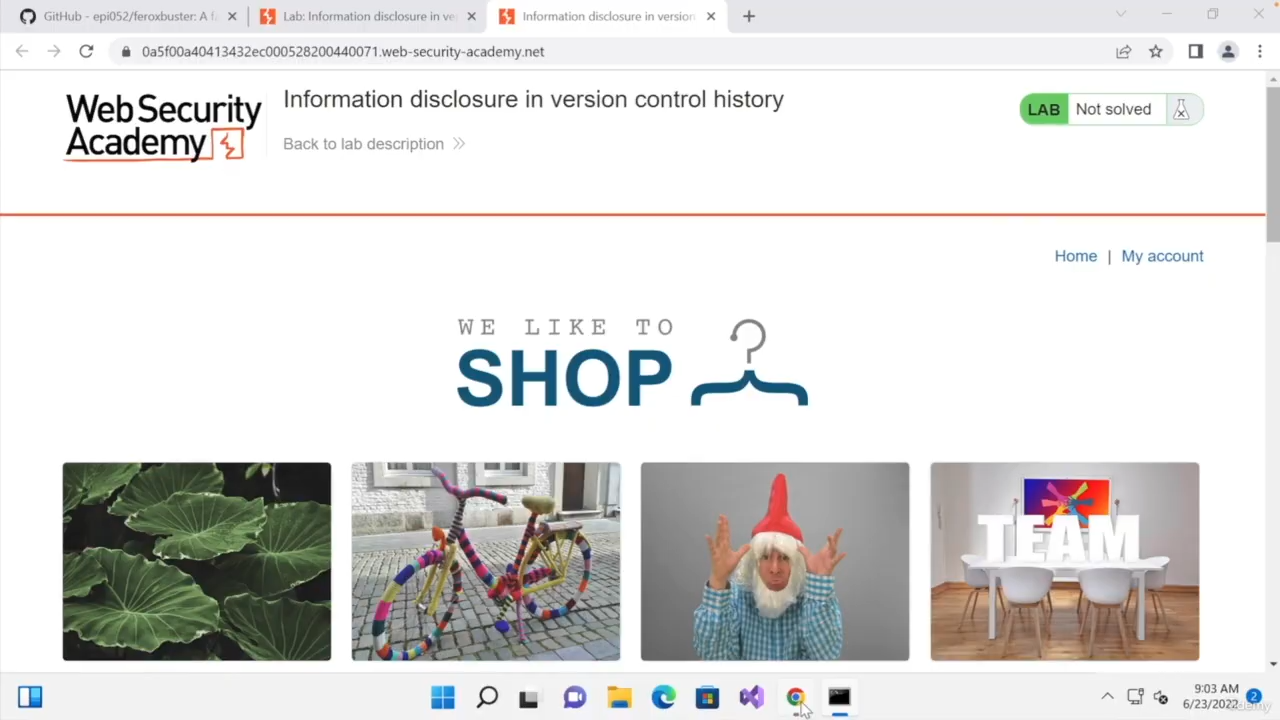 GitHub - epi052/feroxbuster: A f
Lab: Information disclosure in ve
Information disclosure in version
0a5f00a40413432ec000528200440071.web-security-academy.net
Web Security
Academy
Information disclosure in version control history
Back to lab description
LAB Not solved
Home | My account
WE LIKE TO
SHOP
TEAM
9:03 AM
6/23/2022
2